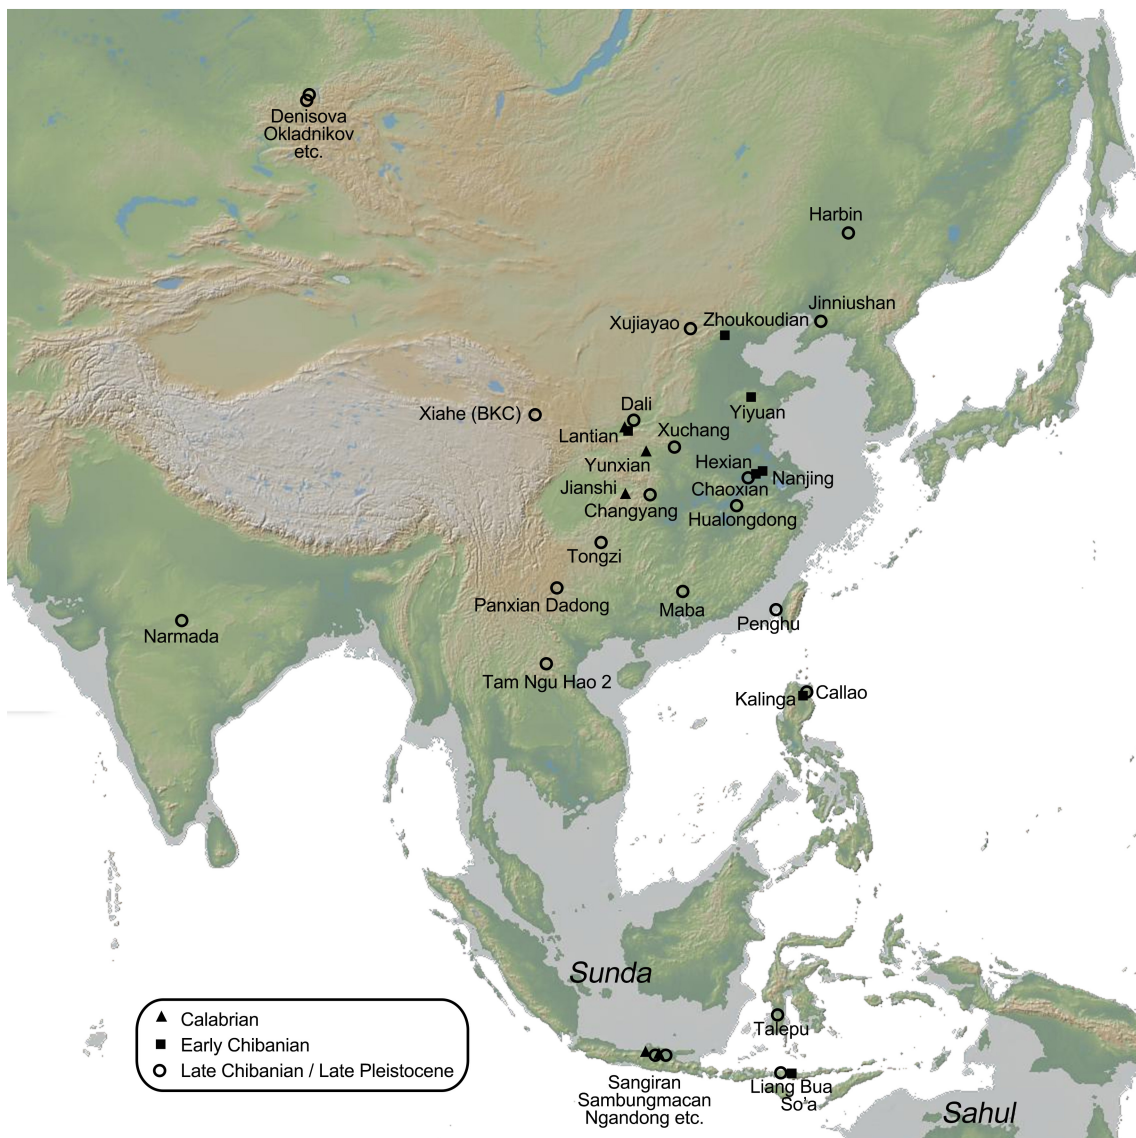 Denisova
Okladnikov
etc.
Harbin
Jinniushan
Xujiayao
Zhoukoudian
Xiahe (BKC)
Dali
Yiyuan
Lantian
Xuchang
Yunxian
Hexian
Nanjing
Jianshi
Chaoxian
Changyang
Hualongdong
Tongzi
Panxian Dadong
Maba
Penghu
Narmada
Tam Ngu Hao 2
Kalinga
Callao
Sunda
Talepu
Sangiran
Sambungmacan
Ngandong etc.
Liang Bua
So'a
Sahul
Calabrian
Early Chibanian
Late Chibanian / Late Pleistocene